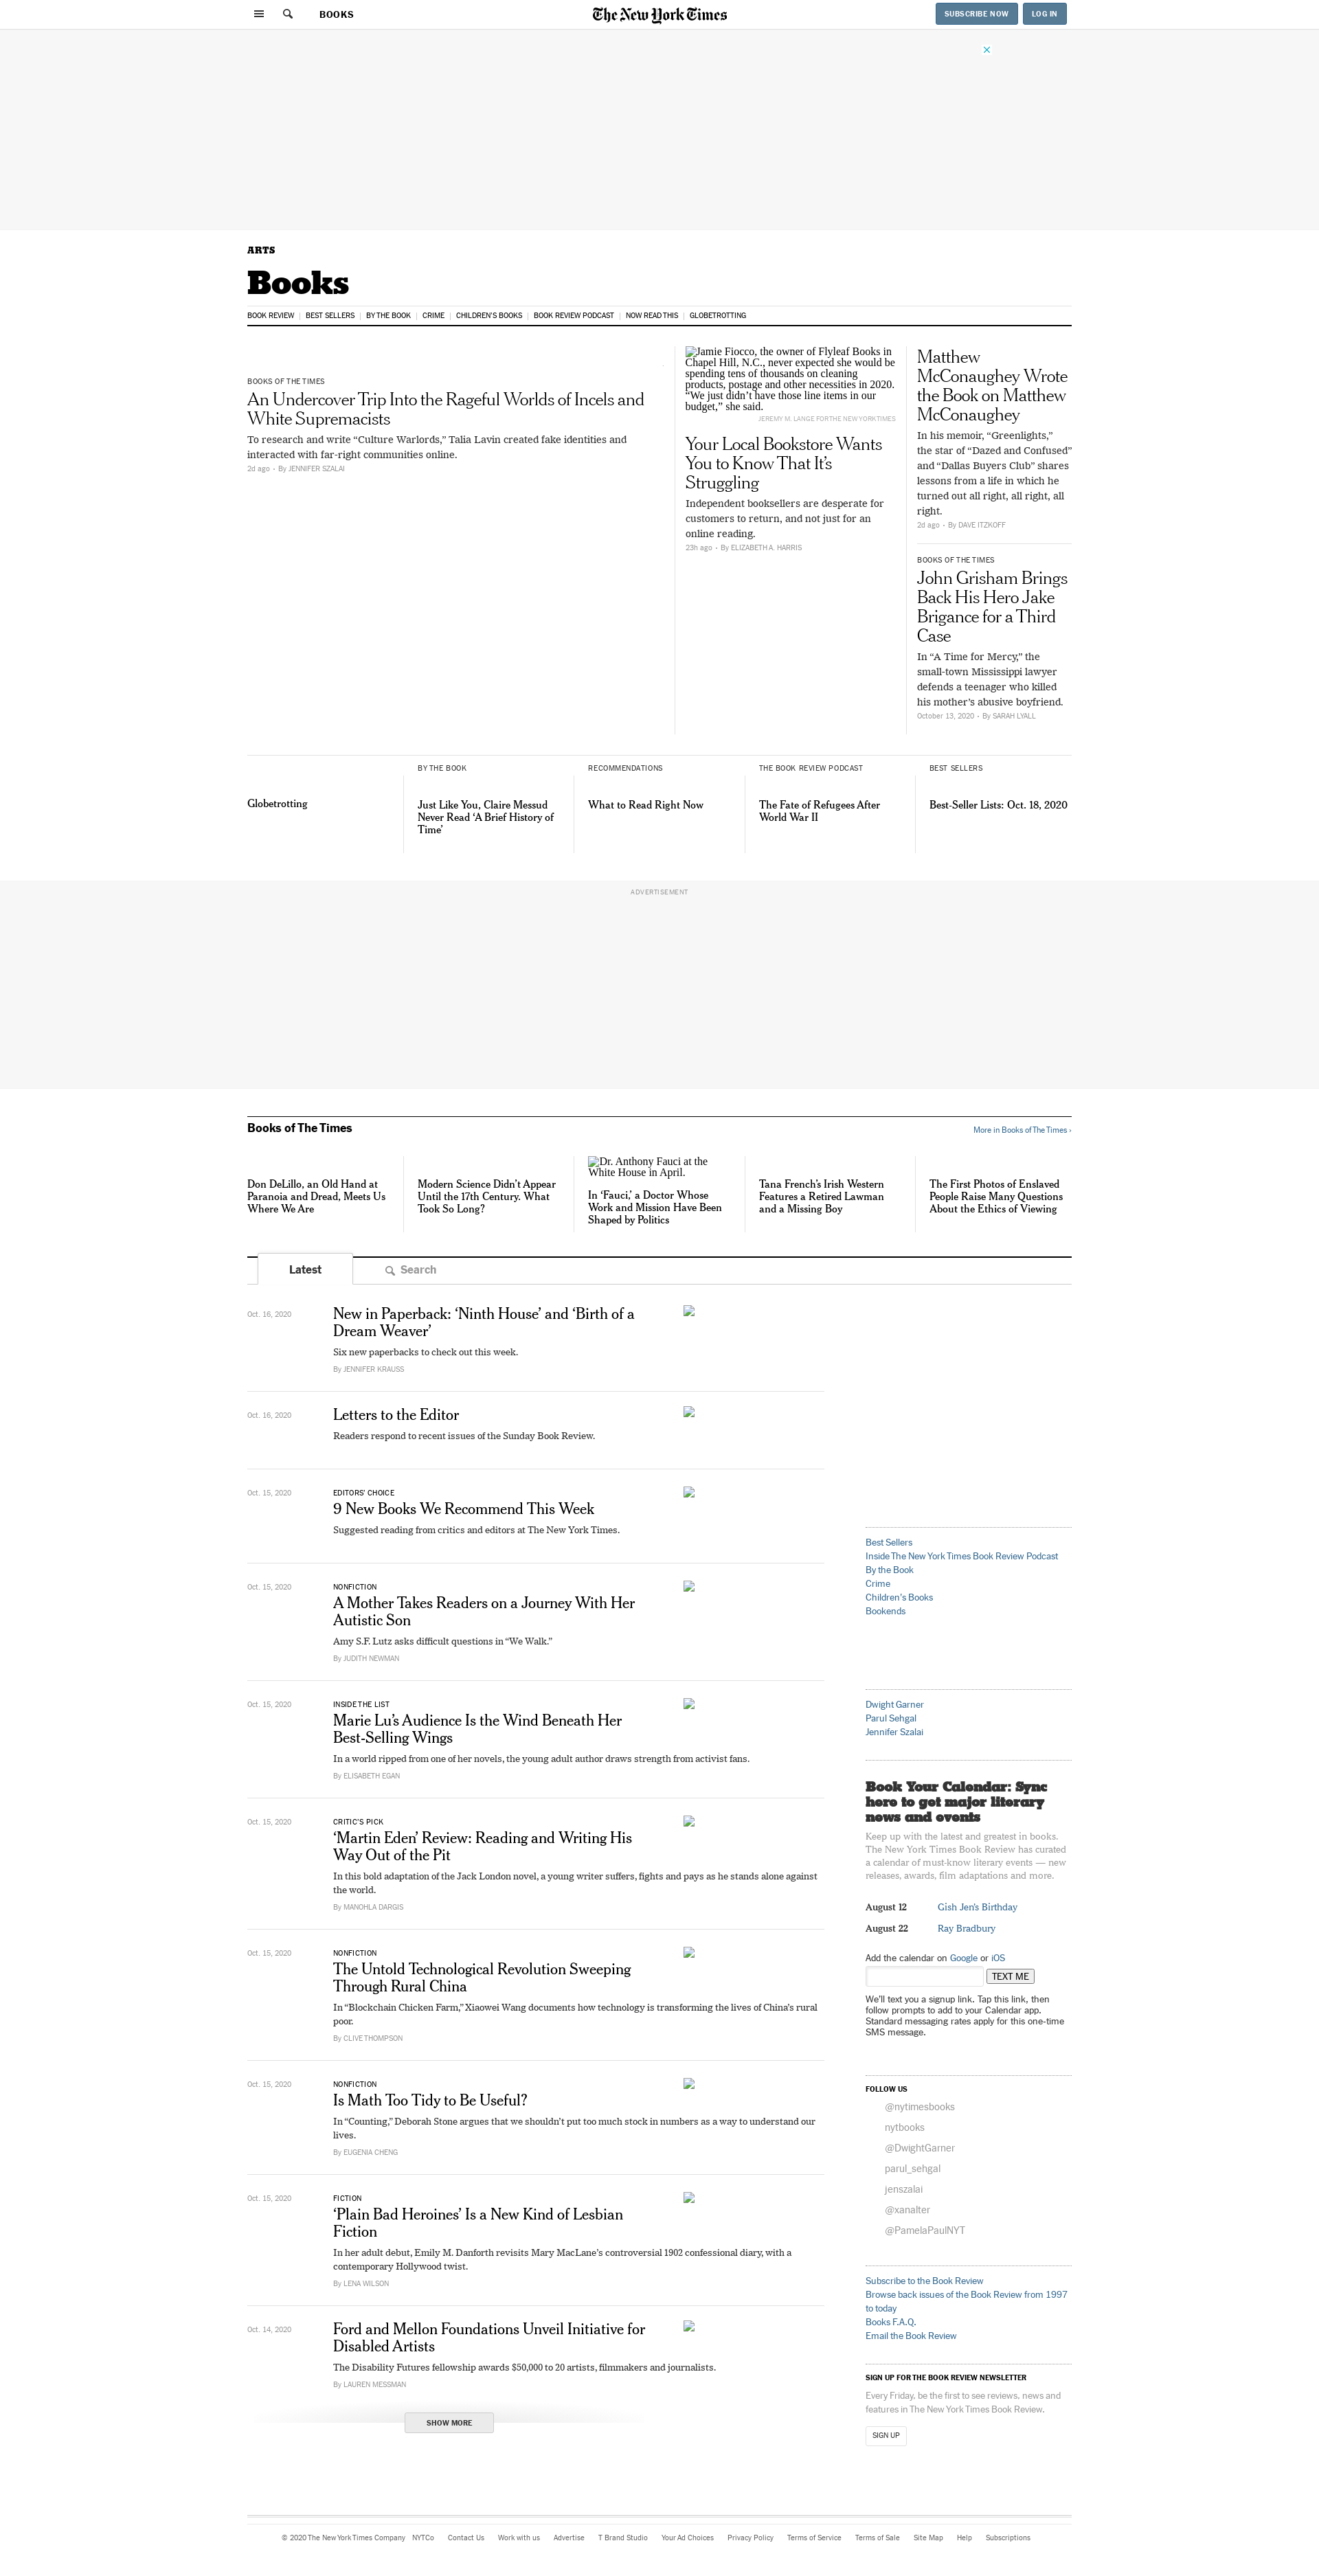 BOOKS
The New York Times
SUBSCRIBE NOW
LOG IN
ARTS
Books
BOOK REVIEW
BEST SELLERS
BY THE BOOK
CRIME
CHILDREN'S BOOKS
BOOK REVIEW PODCAST
NOW READ THIS
GLOBETROTTING
BOOKS OF THE TIMES
An Undercover Trip Into the Rageful Worlds of Incels and
White Supremacists
To research and write “Culture Warlords,” Talia Lavin created fake identities and
interacted with far-right communities online.
2d ago • By JENNIFER SZALAI
Jamie Fiocco, the owner of Flyleaf Books in
Chapel Hill, N.C., never expected she would be
spending tens of thousands on cleaning
products, postage and other necessities in 2020.
“We just didn’t have those line items in our
budget,” she said.
JEREMY M. LANGE FOR THE NEW YORK TIMES
Your Local Bookstore Wants
You to Know That It’s
Struggling
Independent booksellers are desperate for
customers to return, and not just for an
online reading.
23h ago • By ELIZABETH A. HARRIS
Matthew
McConaughey Wrote
the Book on Matthew
McConaughey
In his memoir, “Greenlights,”
the star of “Dazed and Confused”
and “Dallas Buyers Club” shares
lessons from a life in which he
turned out all right, all right, all
right.
2d ago • By DAVE ITZKOFF
BOOKS OF THE TIMES
John Grisham Brings
Back His Hero Jake
Brigance for a Third
Case
In “A Time for Mercy,” the
small-town Mississippi lawyer
defends a teenager who killed
his mother’s abusive boyfriend.
October 13, 2020 • By SARAH LYALL
Globetrotting
BY THE BOOK
Just Like You, Claire Messud
Never Read ‘A Brief History of
Time’
RECOMMENDATIONS
What to Read Right Now
THE BOOK REVIEW PODCAST
The Fate of Refugees After
World War II
BEST SELLERS
Best-Seller Lists: Oct. 18, 2020
ADVERTISEMENT
Books of The Times
More in Books of The Times ›
Don DeLillo, an Old Hand at
Paranoia and Dread, Meets Us
Where We Are
Modern Science Didn’t Appear
Until the 17th Century. What
Took So Long?
Dr. Anthony Fauci at the
White House in April.
In ‘Fauci,’ a Doctor Whose
Work and Mission Have Been
Shaped by Politics
Tana French’s Irish Western
Features a Retired Lawman
and a Missing Boy
The First Photos of Enslaved
People Raise Many Questions
About the Ethics of Viewing
Latest
Search
Oct. 16, 2020
New in Paperback: ‘Ninth House’ and ‘Birth of a
Dream Weaver’
Six new paperbacks to check out this week.
By JENNIFER KRAUSS
Oct. 16, 2020
Letters to the Editor
Readers respond to recent issues of the Sunday Book Review.
Oct. 15, 2020
EDITORS’ CHOICE
9 New Books We Recommend This Week
Suggested reading from critics and editors at The New York Times.
Oct. 15, 2020
NONFICTION
A Mother Takes Readers on a Journey With Her
Autistic Son
Amy S.F. Lutz asks difficult questions in “We Walk.”
By JUDITH NEWMAN
Oct. 15, 2020
INSIDE THE LIST
Marie Lu’s Audience Is the Wind Beneath Her
Best-Selling Wings
In a world ripped from one of her novels, the young adult author draws strength from activist fans.
By ELISABETH EGAN
Oct. 15, 2020
CRITIC’S PICK
‘Martin Eden’ Review: Reading and Writing His
Way Out of the Pit
In this bold adaptation of the Jack London novel, a young writer suffers, fights and pays as he stands alone against
the world.
By MANOHLA DARGIS
Oct. 15, 2020
NONFICTION
The Untold Technological Revolution Sweeping
Through Rural China
In “Blockchain Chicken Farm,” Xiaowei Wang documents how technology is transforming the lives of China’s rural
poor.
By CLIVE THOMPSON
Oct. 15, 2020
NONFICTION
Is Math Too Tidy to Be Useful?
In “Counting,” Deborah Stone argues that we shouldn’t put too much stock in numbers as a way to understand our
lives.
By EUGENIA CHENG
Oct. 15, 2020
FICTION
‘Plain Bad Heroines’ Is a New Kind of Lesbian
Fiction
In her adult debut, Emily M. Danforth revisits Mary MacLane’s controversial 1902 confessional diary, with a
contemporary Hollywood twist.
By LENA WILSON
Oct. 14, 2020
Ford and Mellon Foundations Unveil Initiative for
Disabled Artists
The Disability Futures fellowship awards $50,000 to 20 artists, filmmakers and journalists.
By LAUREN MESSMAN
SHOW MORE
Best Sellers
Inside The New York Times Book Review Podcast
By the Book
Crime
Children's Books
Bookends
Dwight Garner
Parul Sehgal
Jennifer Szalai
Book Your Calendar: Sync
here to get major literary
news and events
Keep up with the latest and greatest in books.
The New York Times Book Review has curated
a calendar of must-know literary events — new
releases, awards, film adaptations and more.
August 12 Gish Jen’s Birthday
August 22 Ray Bradbury
Add the calendar on Google or iOS
TEXT ME
We’ll text you a signup link. Tap this link, then
follow prompts to add to your Calendar app.
Standard messaging rates apply for this one-time
SMS message.
FOLLOW US
@nytimesbooks
nytbooks
@DwightGarner
parul_sehgal
jenszalai
@xanalter
@PamelaPaulNYT
Subscribe to the Book Review
Browse back issues of the Book Review from 1997
to today
Books F.A.Q.
Email the Book Review
SIGN UP FOR THE BOOK REVIEW NEWSLETTER
Every Friday, be the first to see reviews, news and
features in The New York Times Book Review.
SIGN UP
© 2020 The New York Times Company NYTCo Contact Us Work with us Advertise T Brand Studio Your Ad Choices Privacy Policy Terms of Service Terms of Sale Site Map Help Subscriptions